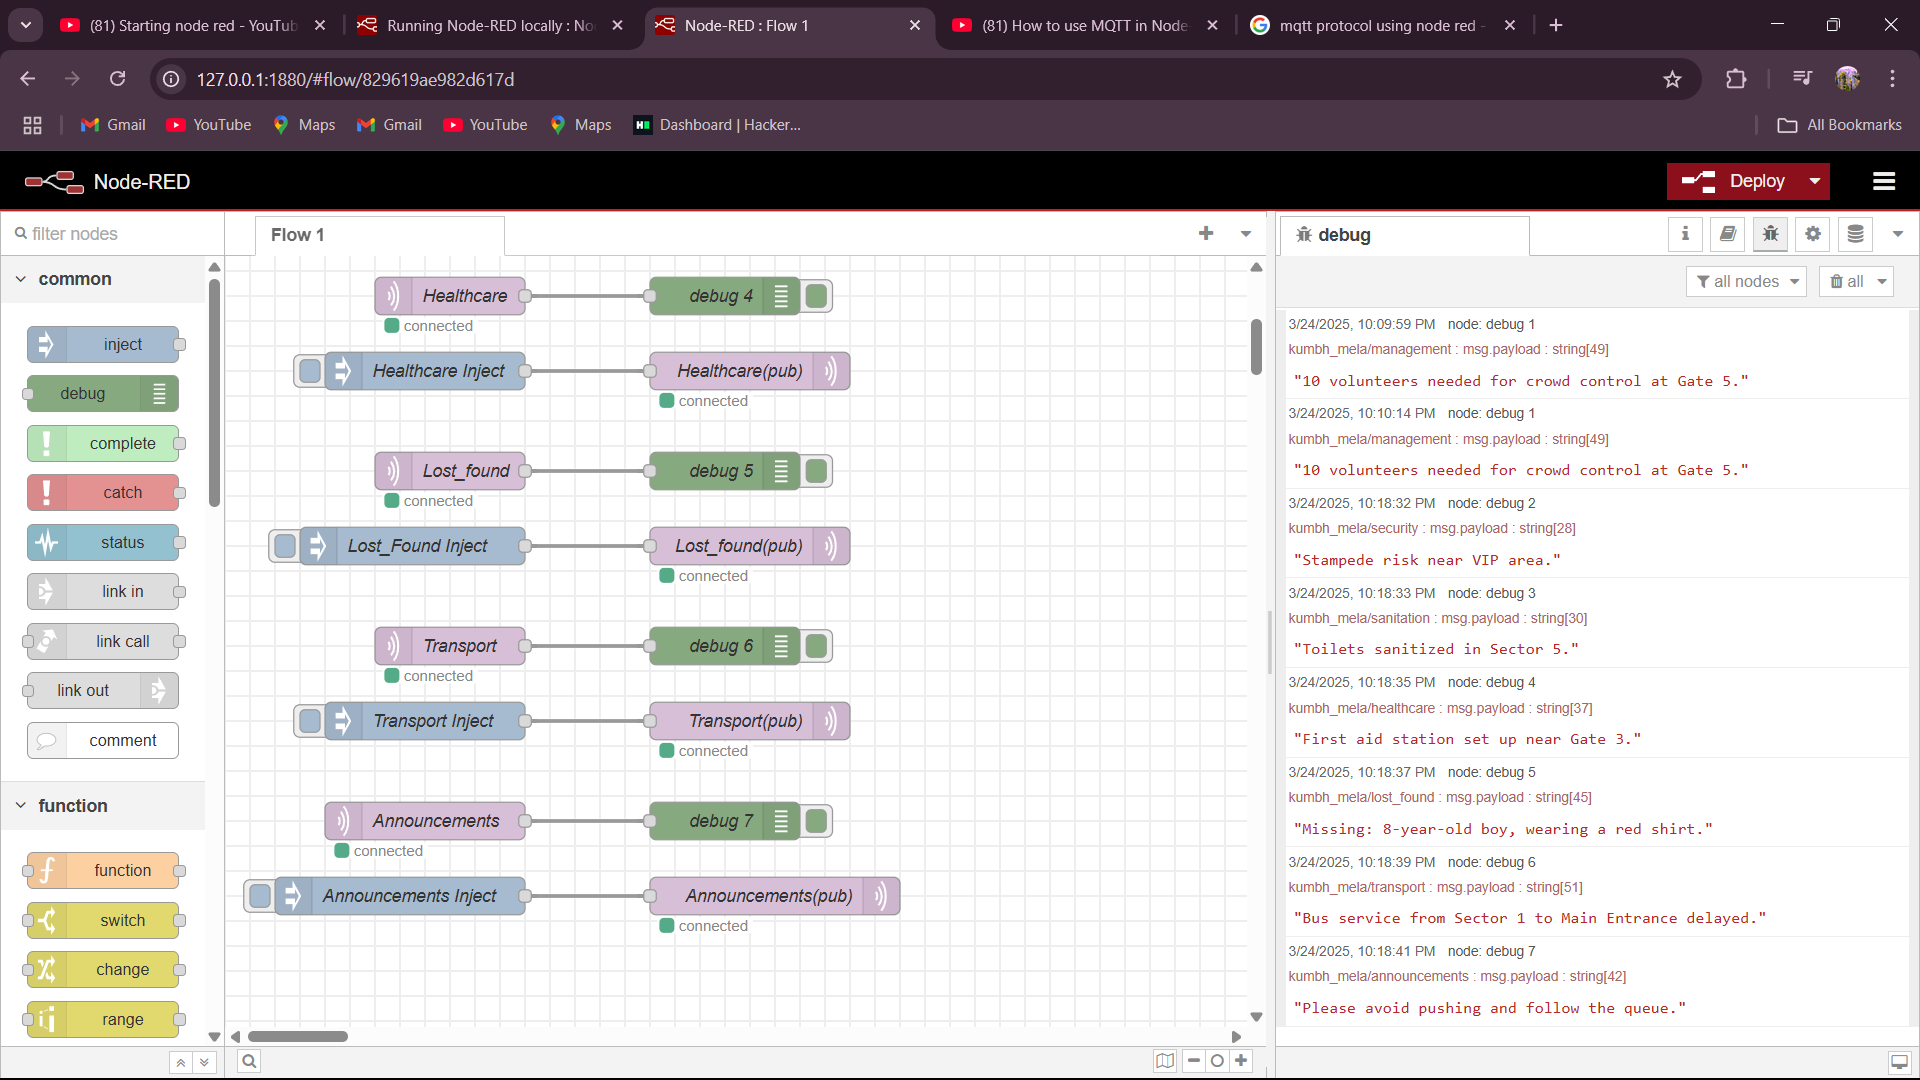 (81) Starting node red - YouTub
Running Node-RED locally : No
Node-RED : Flow 1
(81) How to use MQTT in Node
mqtt protocol using node red -
127.0.0.1:1880/#flow/829619ae982d617d
Gmail
YouTube
Maps
Gmail
YouTube
Maps
Dashboard | Hacker...
All Bookmarks
Node-RED
Deploy
filter nodes
common
inject
debug
complete
catch
status
link in
link call
link out
comment
function
function
switch
change
range
Flow 1
Healthcare
connected
debug 4
Healthcare Inject
Healthcare(pub)
connected
Lost_found
connected
debug 5
Lost_Found Inject
Lost_found(pub)
connected
Transport
connected
debug 6
Transport Inject
Transport(pub)
connected
Announcements
connected
debug 7
Announcements Inject
Announcements(pub)
connected
debug
all nodes
all
3/24/2025, 10:09:59 PM node: debug 1
kumbh_mela/management : msg.payload : string[49]
"10 volunteers needed for crowd control at Gate 5."
3/24/2025, 10:10:14 PM node: debug 1
kumbh_mela/management : msg.payload : string[49]
"10 volunteers needed for crowd control at Gate 5."
3/24/2025, 10:18:32 PM node: debug 2
kumbh_mela/security : msg.payload : string[28]
"Stampede risk near VIP area."
3/24/2025, 10:18:33 PM node: debug 3
kumbh_mela/sanitation : msg.payload : string[30]
"Toilets sanitized in Sector 5."
3/24/2025, 10:18:35 PM node: debug 4
kumbh_mela/healthcare : msg.payload : string[37]
"First aid station set up near Gate 3."
3/24/2025, 10:18:37 PM node: debug 5
kumbh_mela/lost_found : msg.payload : string[45]
"Missing: 8-year-old boy, wearing a red shirt."
3/24/2025, 10:18:39 PM node: debug 6
kumbh_mela/transport : msg.payload : string[51]
"Bus service from Sector 1 to Main Entrance delayed."
3/24/2025, 10:18:41 PM node: debug 7
kumbh_mela/announcements : msg.payload : string[42]
"Please avoid pushing and follow the queue."